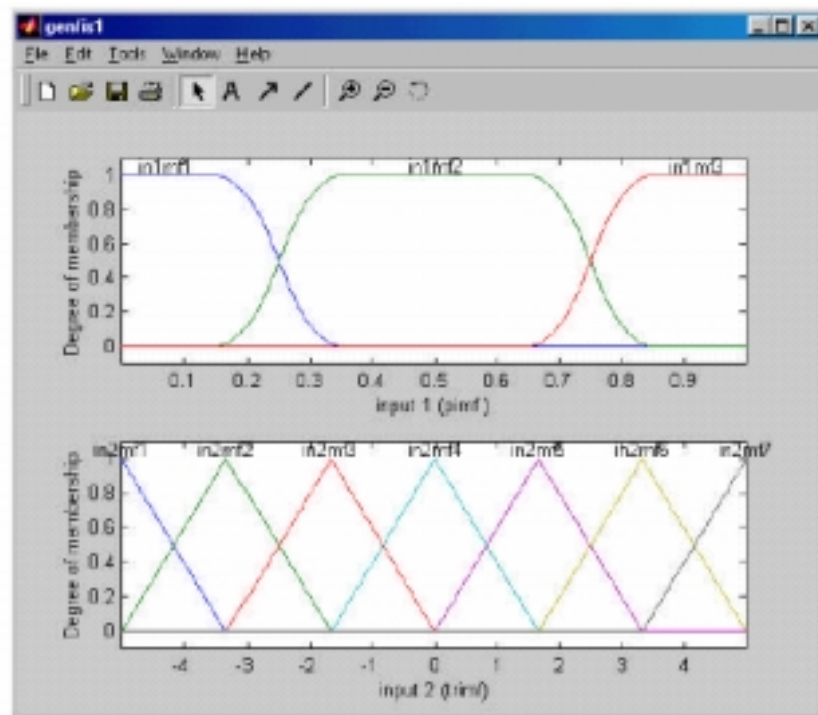 genfis1
File Edit Tools Window Help
A
in1mf1 in1mf2 in1mf3
Degree of membership
1
0.8
0.6
0.4
0.2
0
0.1 0.2 0.3 0.4 0.5 0.6 0.7 0.8 0.9
input 1 (pimf)
in2mf1 in2mf2 in2mf3 in2mf4 in2mf5 in2mf6 in2mf7
Degree of membership
1
0.8
0.6
0.4
0.2
0
-4 -3 -2 -1 0 1 2 3 4
input 2 (trimf)